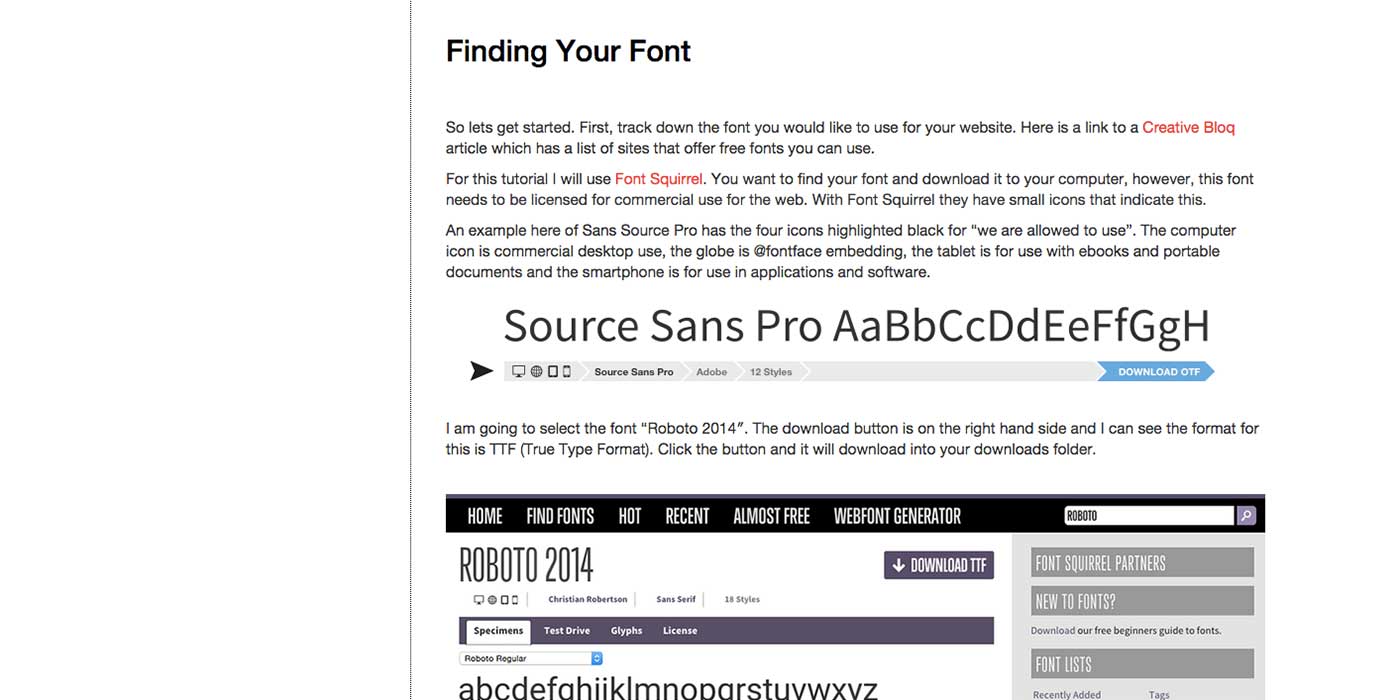 Finding Your Font
So lets get started. First, track down the font you would like to use for your website. Here is a link to a Creative Bloq
article which has a list of sites that offer free fonts you can use.
For this tutorial I will use Font Squirrel. You want to find your font and download it to your computer, however, this font
needs to be licensed for commercial use for the web. With Font Squirrel they have small icons that indicate this.
An example here of Sans Source Pro has the four icons highlighted black for “we are allowed to use”. The computer
icon is commercial desktop use, the globe is @fontface embedding, the tablet is for use with ebooks and portable
documents and the smartphone is for use in applications and software.
Source Sans Pro AaBbCcDdEeFfGgH
Source Sans Pro Adobe 12 Styles DOWNLOAD OTF
I am going to select the font “Roboto 2014″. The download button is on the right hand side and I can see the format for
this is TTF (True Type Format). Click the button and it will download into your downloads folder.
HOME FIND FONTS HOT RECENT ALMOST FREE WEBFONT GENERATOR ROBOTO
ROBOTO 2014 DOWNLOAD TTF
Christian Robertson Sans Serif 18 Styles
Specimens Test Drive Glyphs License
Roboto Regular
abcdefghijklmnopqrstuvwxyz
FONT SQUIRREL PARTNERS
NEW TO FONTS?
Download our free beginners guide to fonts.
FONT LISTS
Recently Added Tags